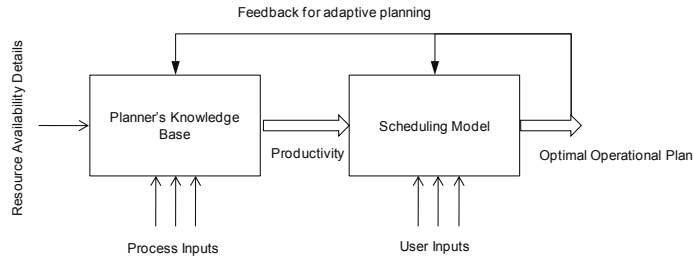 Feedback for adaptive planning
Resource Availability Details
Planner's Knowledge
Base
Productivity
Scheduling Model
Optimal Operational Plan
Process Inputs
User Inputs